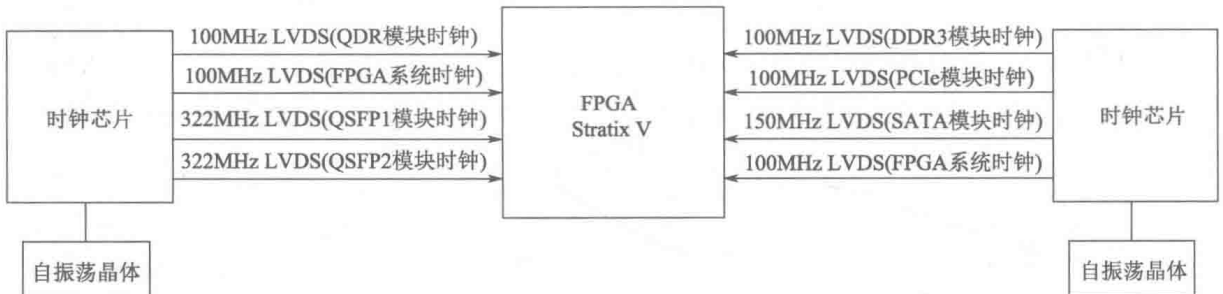 100MHz LVDS(QDR模块时钟)
100MHz LVDS(FPGA系统时钟)
时钟芯片
322MHz LVDS(QSFP1模块时钟)
322MHz LVDS(QSFP2模块时钟)
自振荡晶体
FPGA
Stratix V
100MHz LVDS(DDR3模块时钟)
100MHz LVDS(PCIe模块时钟)
150MHz LVDS(SATA模块时钟)
100MHz LVDS(FPGA系统时钟)
时钟芯片
自振荡晶体